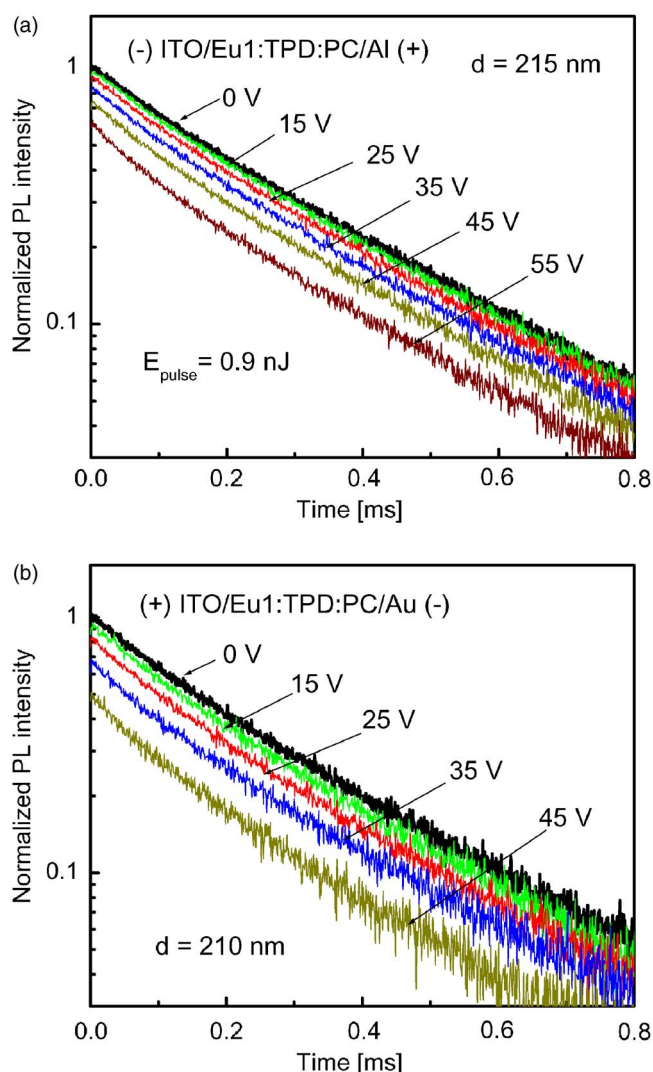 (a)
(-) ITO/Eu1:TPD:PC/Al (+)
d = 215 nm
1
0 V
15 V
25 V
35 V
45 V
55 V
0.1
E_pulse = 0.9 nJ
Normalized PL intensity
0.0 0.2 0.4 0.6 0.8
Time [ms]
(b)
(+) ITO/Eu1:TPD:PC/Au (-)
1
0 V
15 V
25 V
35 V
45 V
0.1
d = 210 nm
Normalized PL intensity
0.0 0.2 0.4 0.6 0.8
Time [ms]